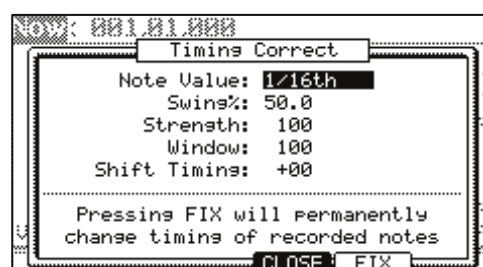 Now: 001,01,000
Timing Correct
Note Value: 1/16th
Swing%: 50.0
Strength: 100
Window: 100
Shift Timing: +00
Pressing FIX will permanently
change timing of recorded notes
CLOSE FIX